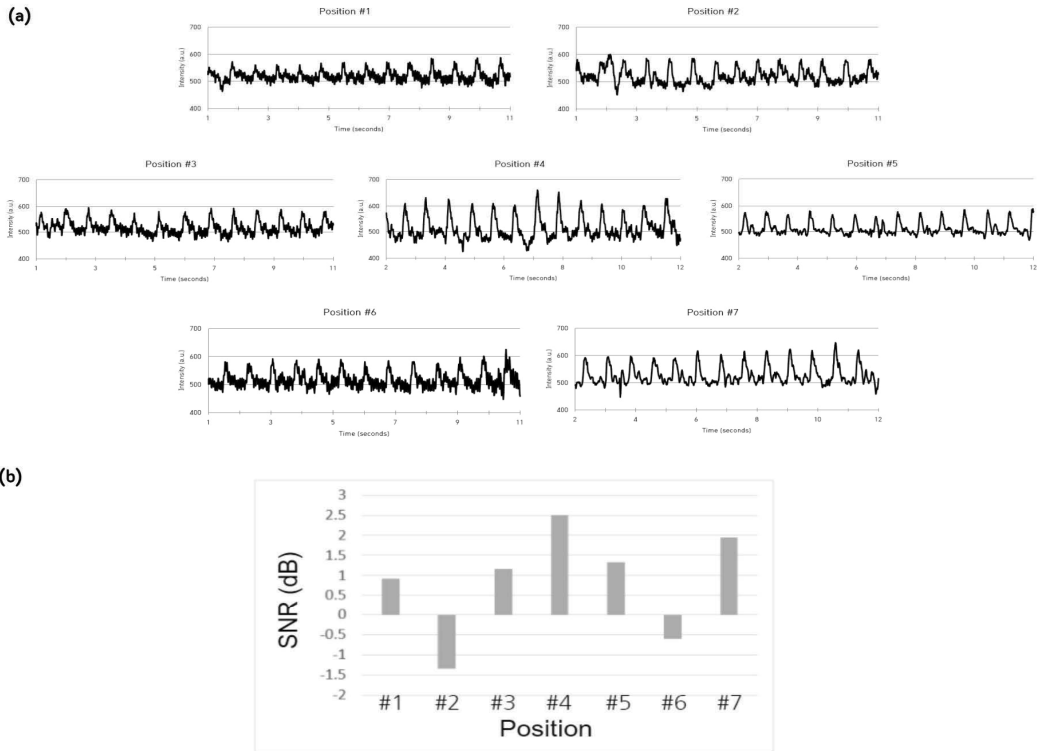 (a)
Position #1
700
600
500
400
Intensity (a.u.)
1 3 5 7 9 11
Time (seconds)
Position #2
700
600
500
400
Intensity (a.u.)
1 3 5 7 9 11
Time (seconds)
Position #3
700
600
500
400
Intensity (a.u.)
1 3 5 7 9 11
Time (seconds)
Position #4
700
600
500
400
Intensity (a.u.)
2 4 6 8 10 12
Time (seconds)
Position #5
700
600
500
400
Intensity (a.u.)
2 4 6 8 10 12
Time (seconds)
Position #6
700
600
500
400
Intensity (a.u.)
1 3 5 7 9 11
Time (seconds)
Position #7
700
600
500
400
Intensity (a.u.)
2 4 6 8 10 12
Time (seconds)
(b)
3
2.5
2
1.5
1
0.5
0
-0.5
-1
-1.5
-2
SNR (dB)
#1 #2 #3 #4 #5 #6 #7
Position